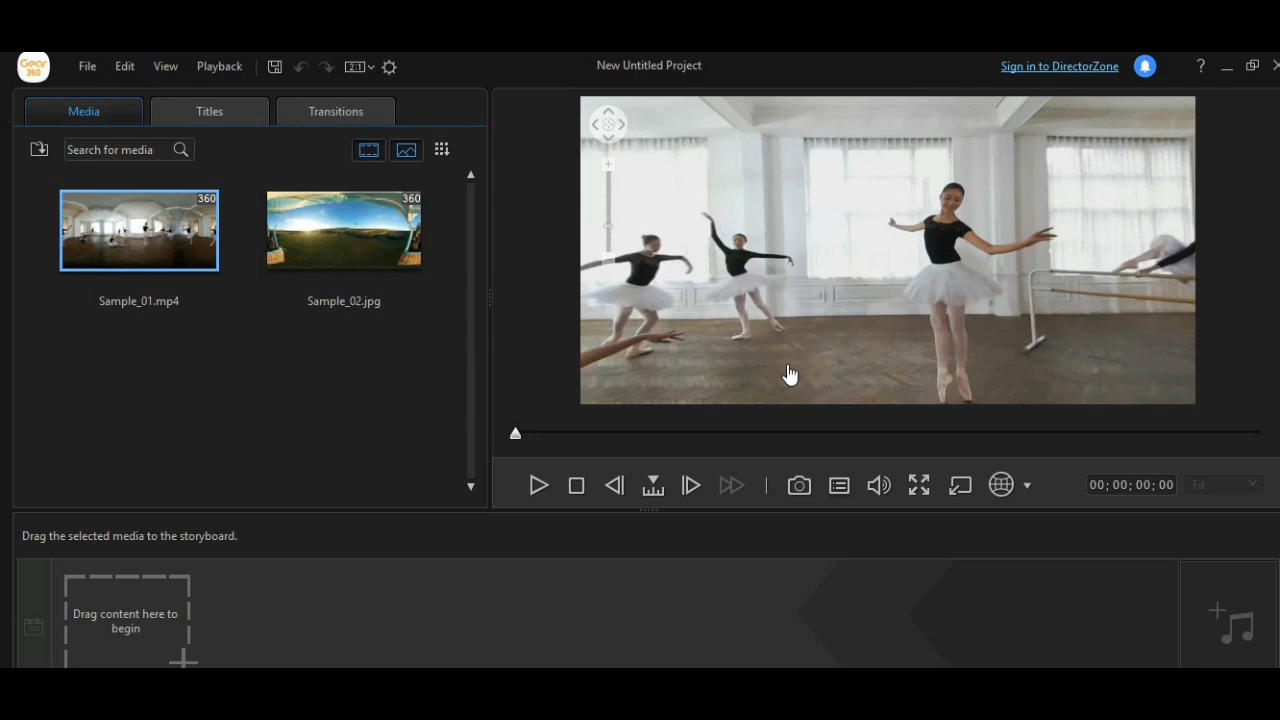 Gear
360
File
Edit
View
Playback
2:1
New Untitled Project
Sign in to DirectorZone
?
Media
Titles
Transitions
Search for media
360
360
Sample_01.mp4
Sample_02.jpg
00; 00; 00; 00
Fit
Drag the selected media to the storyboard.
Drag content here to
begin